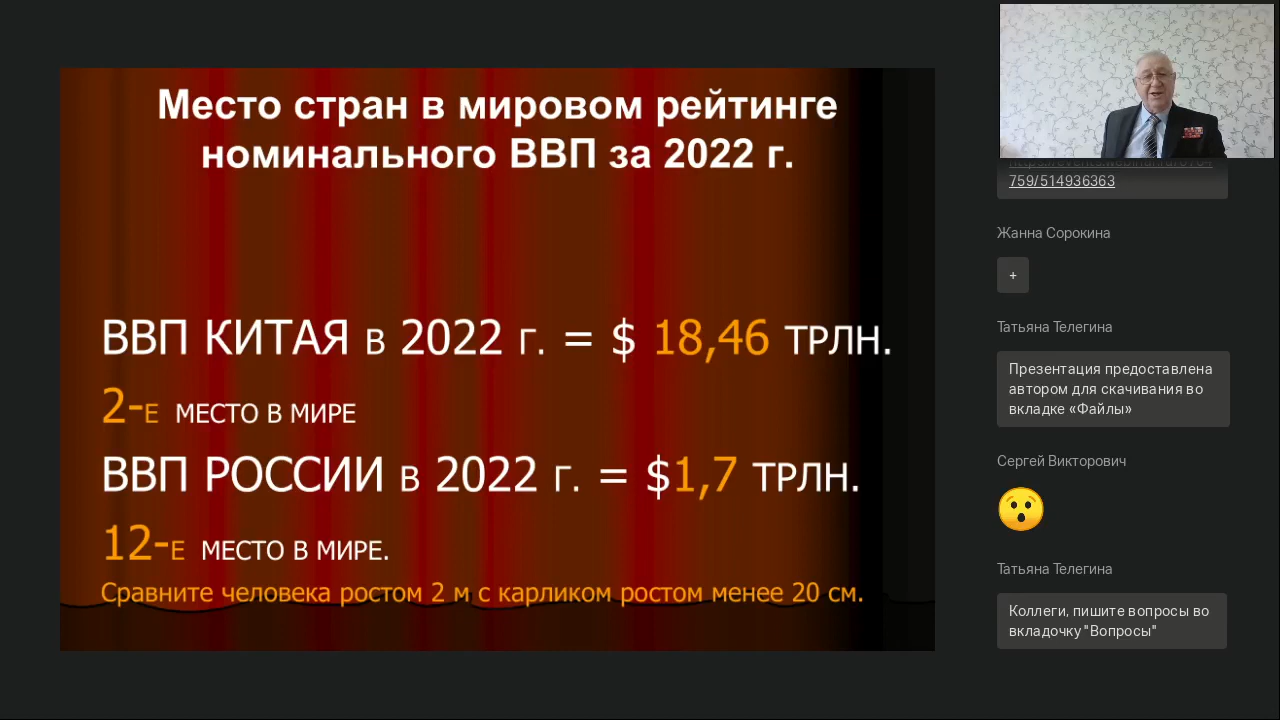 Место стран в мировом рейтинге
номинального ВВП за 2022 г.
ВВП КИТАЯ в 2022 г. = $ 18,46 ТРЛН.
2-Е МЕСТО В МИРЕ
ВВП РОССИИ в 2022 г. = $1,7 ТРЛН.
12-Е МЕСТО В МИРЕ.
Сравните человека ростом 2 м с карликом ростом менее 20 см.
759/514936363
Жанна Сорокина
+
Татьяна Телегина
Презентация предоставлена
автором для скачивания во
вкладке «Файлы»
Сергей Викторович
Татьяна Телегина
Коллеги, пишите вопросы во
вкладочку "Вопросы"